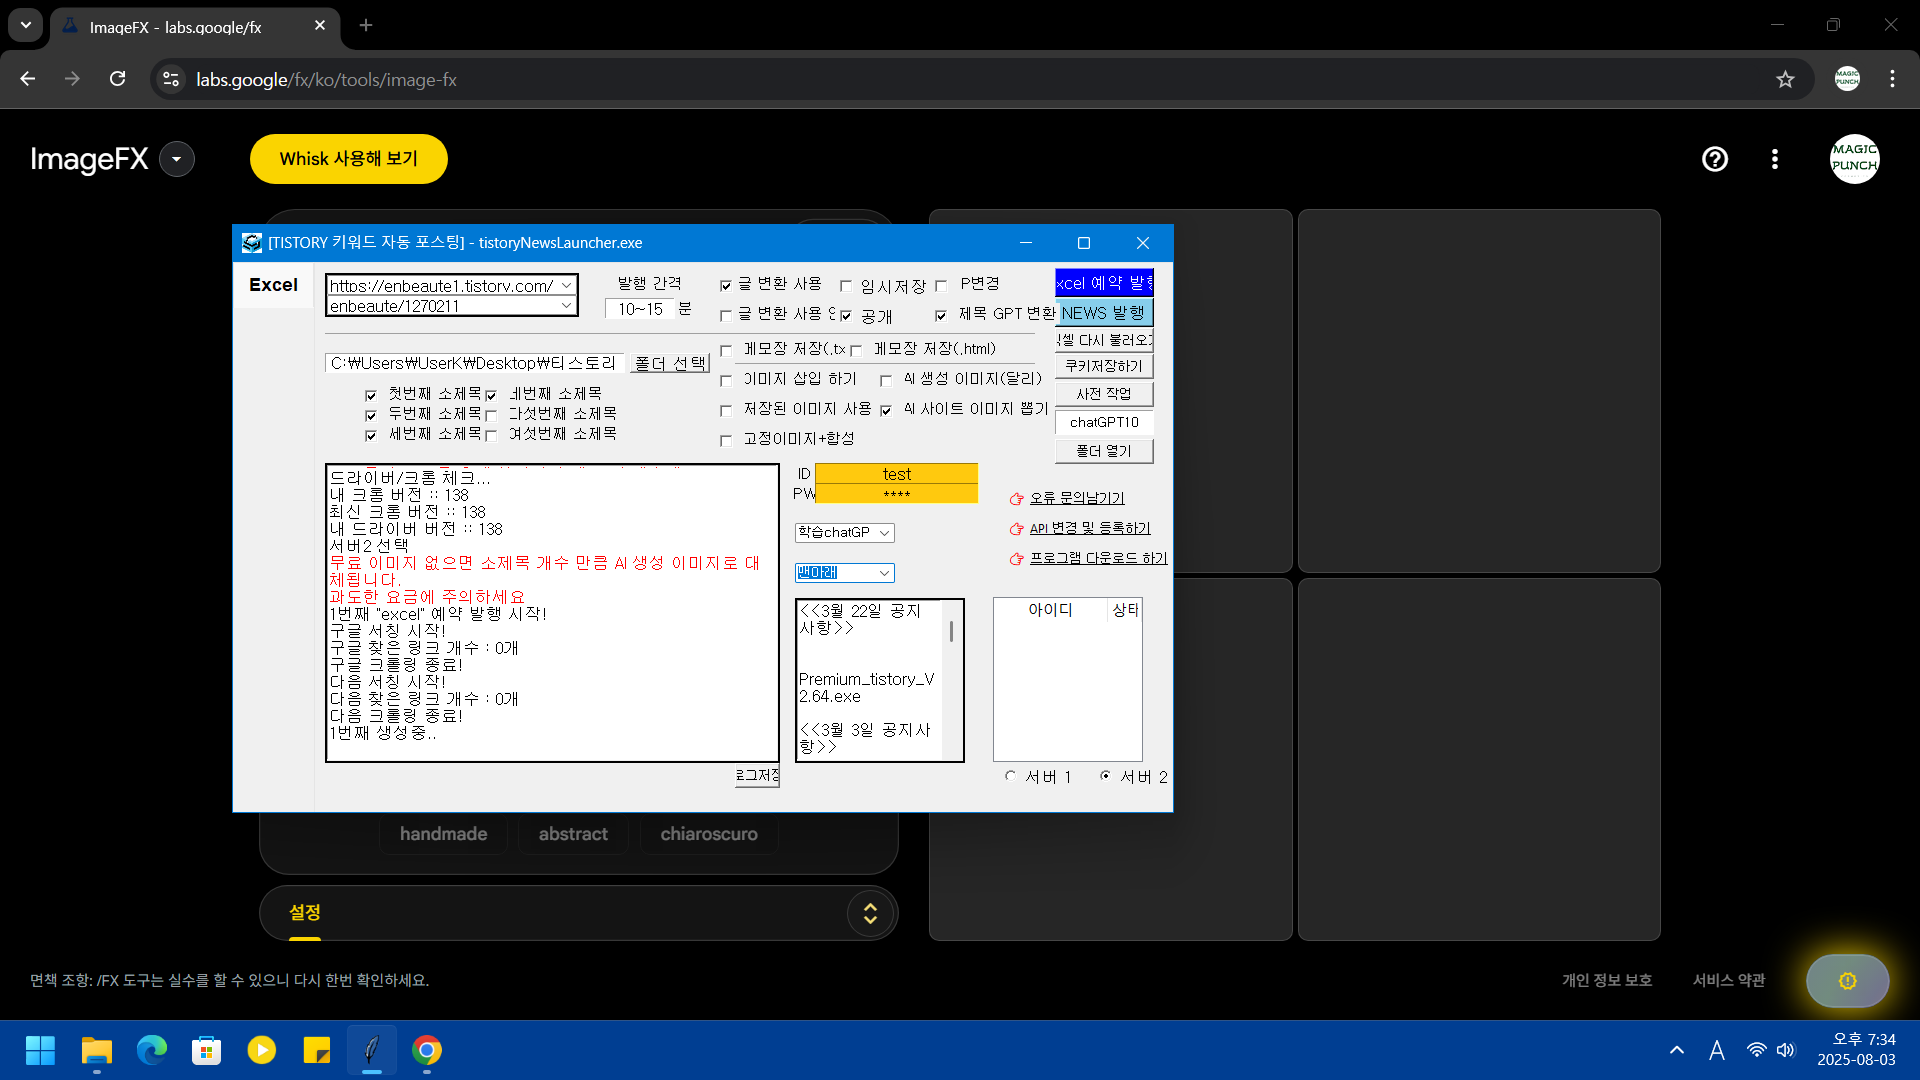 ImageFX - labs.google/fx
labs.google/fx/ko/tools/image-fx
MAGIC PUNCH
ImageFX
Whisk 사용해 보기
MAGIC
PUNCH
[TISTORY 키워드 자동 포스팅] - tistoryNewsLauncher.exe
Excel
https://enbeaute1.tistory.com/
enbeaute/1270211
발행 간격
10~15 분
글 변환 사용
임시저장
P변경
글 변환 사용
공개
제목 GPT 변환
xcel 예약 발행
NEWS 발행
엑셀 다시 불러오기
쿠키저장하기
사전 작업
chatGPT10
폴더 열기
메모장 저장(.tx
메모장 저장(.html)
C:\Users\UserK\Desktop\티스토리
폴더 선택
이미지 삽입 하기
AI 생성 이미지(달리)
첫번째 소제목
네번째 소제목
저장된 이미지 사용
AI 사이트 이미지 뽑기
두번째 소제목
다섯번째 소제목
세번째 소제목
여섯번째 소제목
고정이미지+합성
드라이버/크롬 체크...
내 크롬 버전 :: 138
최신 크롬 버전 :: 138
내 드라이버 버전 :: 138
서버2 선택
무료 이미지 없으면 소제목 개수 만큼 AI 생성 이미지로 대
체됩니다.
과도한 요금에 주의하세요
1번째 "excel" 예약 발행 시작!
구글 서칭 시작!
구글 찾은 링크 개수 : 0개
구글 크롤링 종료!
다음 서칭 시작!
다음 찾은 링크 개수 : 0개
다음 크롤링 종료!
1번째 생성중..
로그저장
ID test
PW ****
학습chatGP
맨아래
오류 문의남기기
API 변경 및 등록하기
프로그램 다운로드 하기
<<3월 22일 공지
사항>>
Premium_tistory_V
2.64.exe
<<3월 3일 공지사
항>>
아이디
상태
서버 1
서버 2
handmade
abstract
chiaroscuro
설정
면책 조항: /FX 도구는 실수를 할 수 있으니 다시 한번 확인하세요.
개인 정보 보호
서비스 약관
A
오후 7:34
2025-08-03